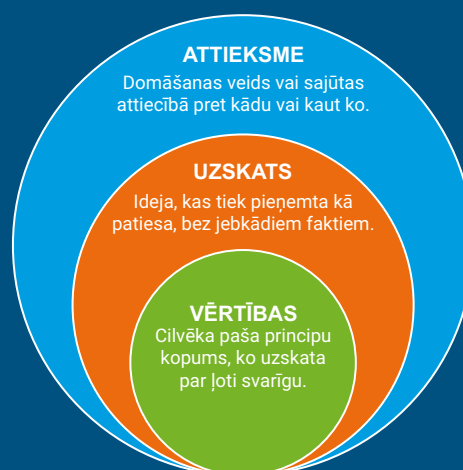 ATTIEKSME
Domāšanas veids vai sajūtas
attiecībā pret kādu vai kaut ko.
UZSKATS
Ideja, kas tiek pieņemta kā
patiesa, bez jebkādiem faktiem.
VĒRTĪBAS
Cilvēka paša principu
kopums, ko uzskata
par ļoti svarīgu.